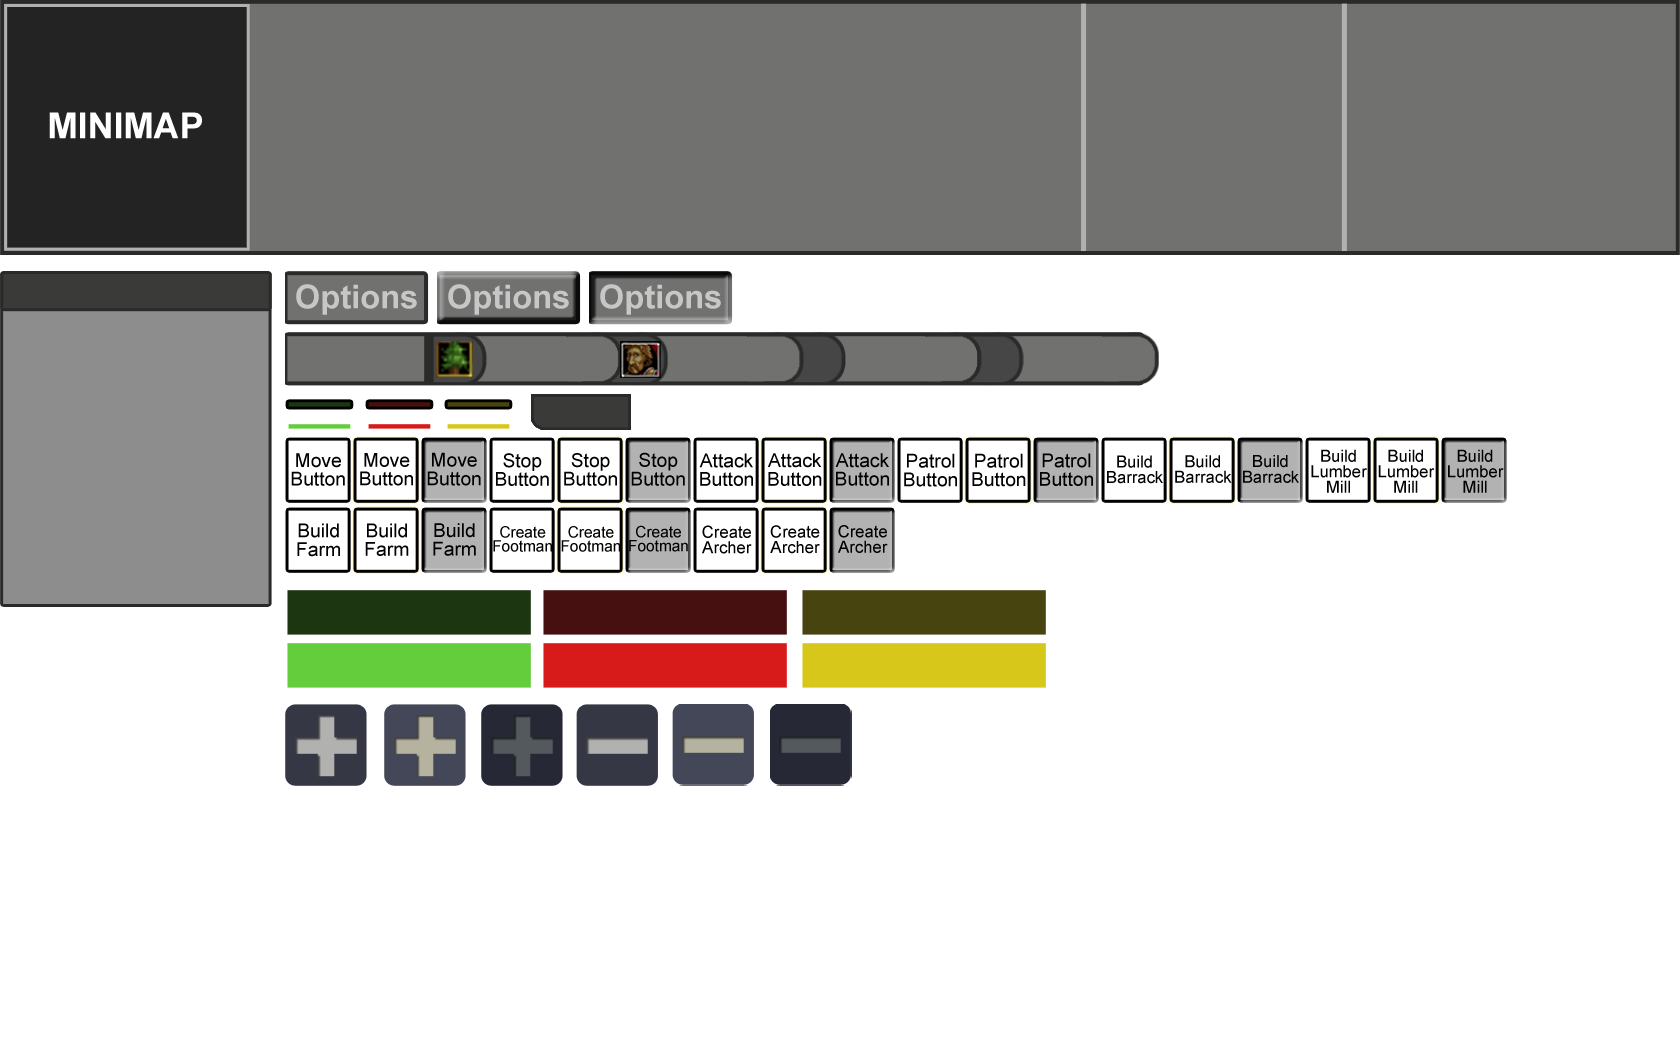 MINIMAP
Options Options Options
Move Move Move Stop Stop Stop Attack Attack Attack Patrol Patrol Patrol Build Build Build Build Build Build
Button Button Button Button Button Button Button Button Button Button Button Button Barrack Barrack Barrack Lumber Lumber Lumber
Mill Mill Mill
Build Build Build Create Create Create Create Create Create
Farm Farm Farm Footman Footman Footman Archer Archer Archer